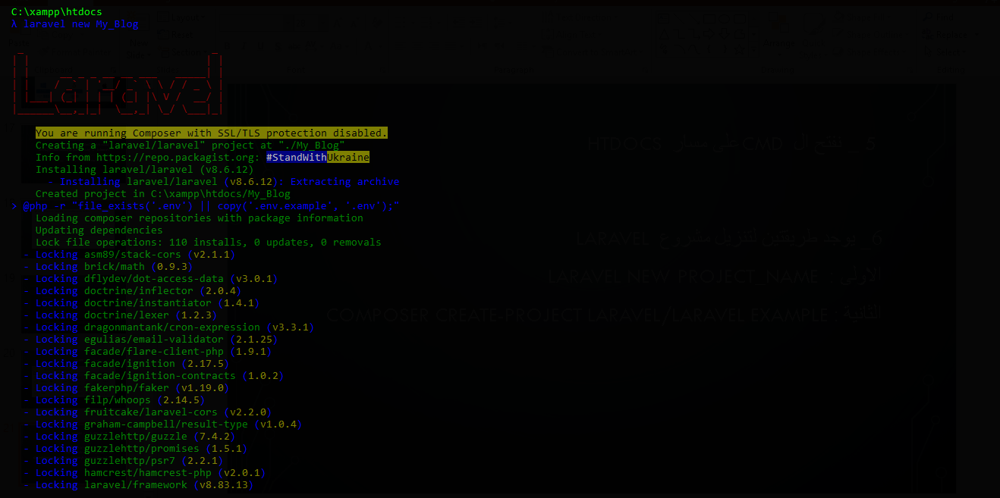 C:\xampp\htdocs
λ laravel new My_Blog
Laravel
You are running Composer with SSL/TLS protection disabled.
Creating a "laravel/laravel" project at "./My_Blog"
Info from https://repo.packagist.org: #StandWithUkraine
Installing laravel/laravel (v8.6.12)
- Installing laravel/laravel (v8.6.12): Extracting archive
Created project in C:\xampp\htdocs/My_Blog
> @php -r "file_exists('.env') || copy('.env.example', '.env');"
Loading composer repositories with package information
Updating dependencies
Lock file operations: 110 installs, 0 updates, 0 removals
- Locking asm89/stack-cors (v2.1.1)
- Locking brick/math (0.9.3)
- Locking dflydev/dot-access-data (v3.0.1)
- Locking doctrine/inflector (2.0.4)
- Locking doctrine/instantiator (1.4.1)
- Locking doctrine/lexer (1.2.3)
- Locking dragonmantank/cron-expression (v3.3.1)
- Locking egulias/email-validator (2.1.25)
- Locking facade/flare-client-php (1.9.1)
- Locking facade/ignition (2.17.5)
- Locking facade/ignition-contracts (1.0.2)
- Locking fakerphp/faker (v1.19.0)
- Locking filp/whoops (2.14.5)
- Locking fruitcake/laravel-cors (v2.2.0)
- Locking graham-campbell/result-type (v1.0.4)
- Locking guzzlehttp/guzzle (7.4.2)
- Locking guzzlehttp/promises (1.5.1)
- Locking guzzlehttp/psr7 (2.2.1)
- Locking hamcrest/hamcrest-php (v2.0.1)
- Locking laravel/framework (v8.83.13)
5_ يفتح ال CMD على مسار HTDOCS
6_ يوجد طريقتين لتنزيل مشروع LARAVEL
الاولى LARAVEL NEW PROJECT_NAME
الثانية : COMPOSER CREATE-PROJECT LARAVEL/LARAVEL EXAMPLE